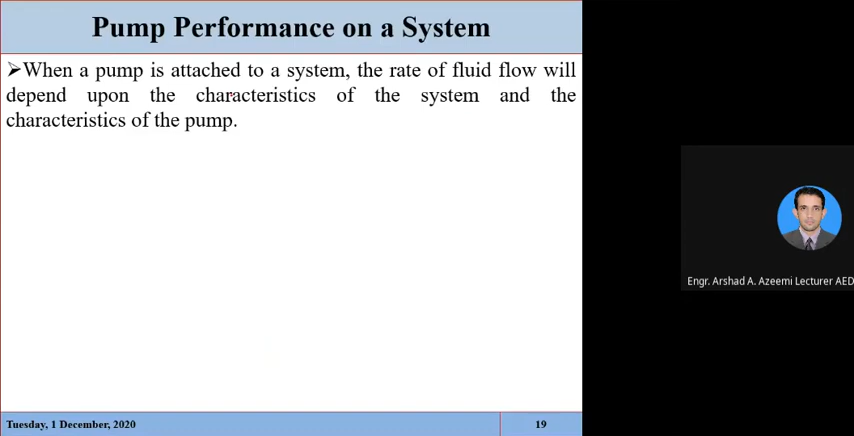 Pump Performance on a System
➢When a pump is attached to a system, the rate of fluid flow will
depend upon the characteristics of the system and the
characteristics of the pump.
Engr. Arshad A. Azeemi Lecturer AED
Tuesday, 1 December, 2020
19